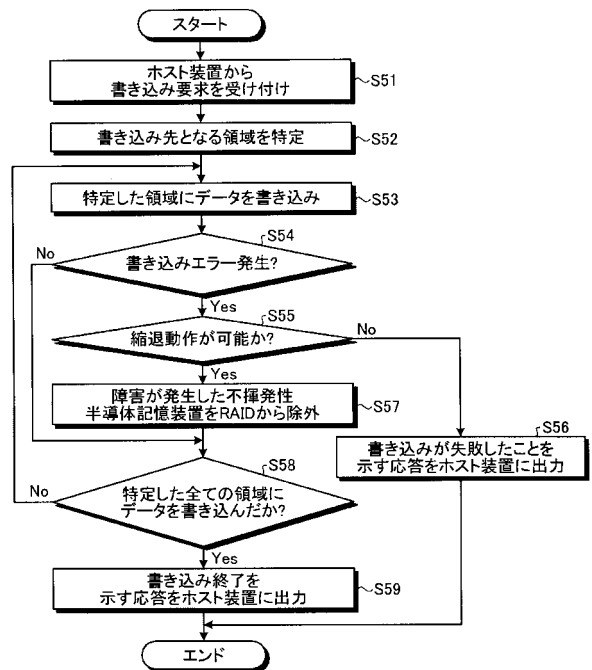 スタート
ホスト装置から
書き込み要求を受け付け
S51
書き込み先となる領域を特定
S52
特定した領域にデータを書き込み
S53
S54
書き込みエラー発生?
No
Yes
S55
縮退動作が可能か?
No
Yes
障害が発生した不揮発性
半導体記憶装置をRAIDから除外
S57
S56
書き込みが失敗したことを
示す応答をホスト装置に出力
S58
特定した全ての領域に
データを書き込んだか?
No
Yes
書き込み終了を
示す応答をホスト装置に出力
S59
エンド